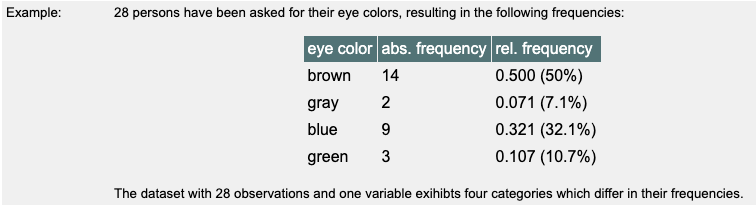 Example: 28 persons have been asked for their eye colors, resulting in the following frequencies:
eye color abs. frequency rel. frequency
brown 14 0.500 (50%)
gray 2 0.071 (7.1%)
blue 9 0.321 (32.1%)
green 3 0.107 (10.7%)
The dataset with 28 observations and one variable exihibts four categories which differ in their frequencies.